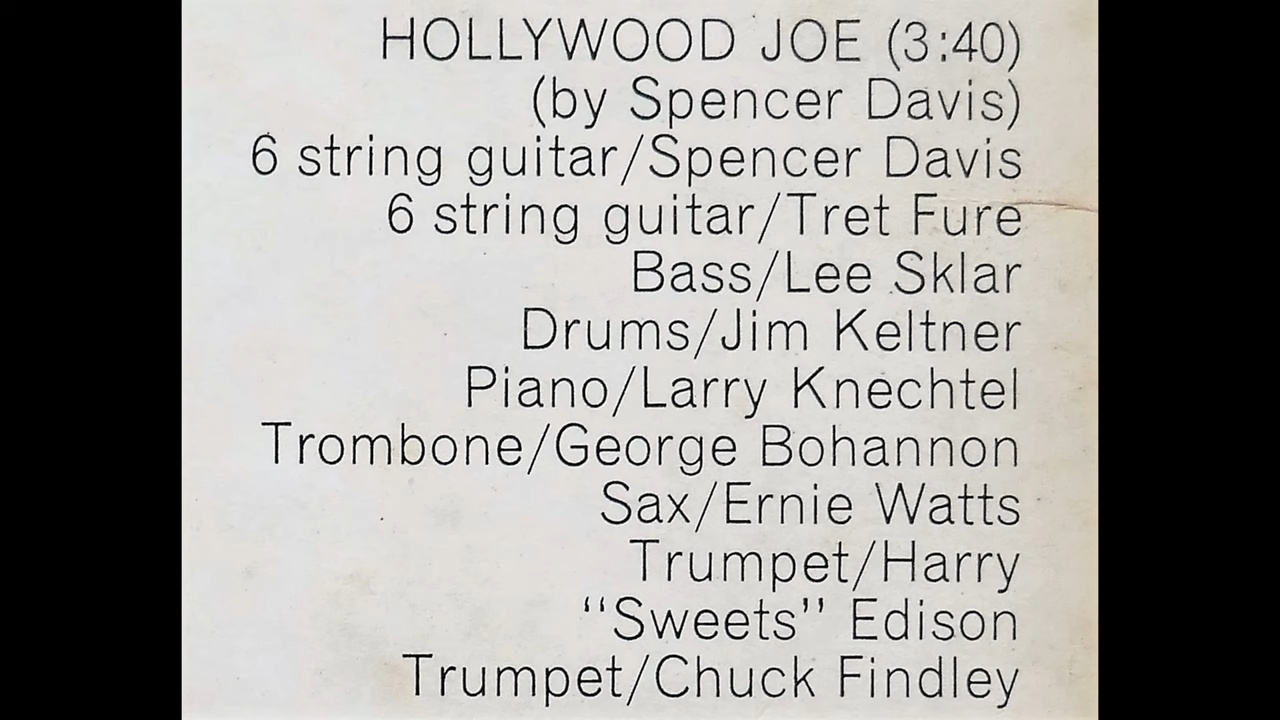 HOLLYWOOD JOE (3:40)
(by Spencer Davis)
6 string guitar/Spencer Davis
6 string guitar/Tret Fure
Bass/Lee Sklar
Drums/Jim Keltner
Piano/Larry Knechtel
Trombone/George Bohannon
Sax/Ernie Watts
Trumpet/Harry
"Sweets" Edison
Trumpet/Chuck Findley